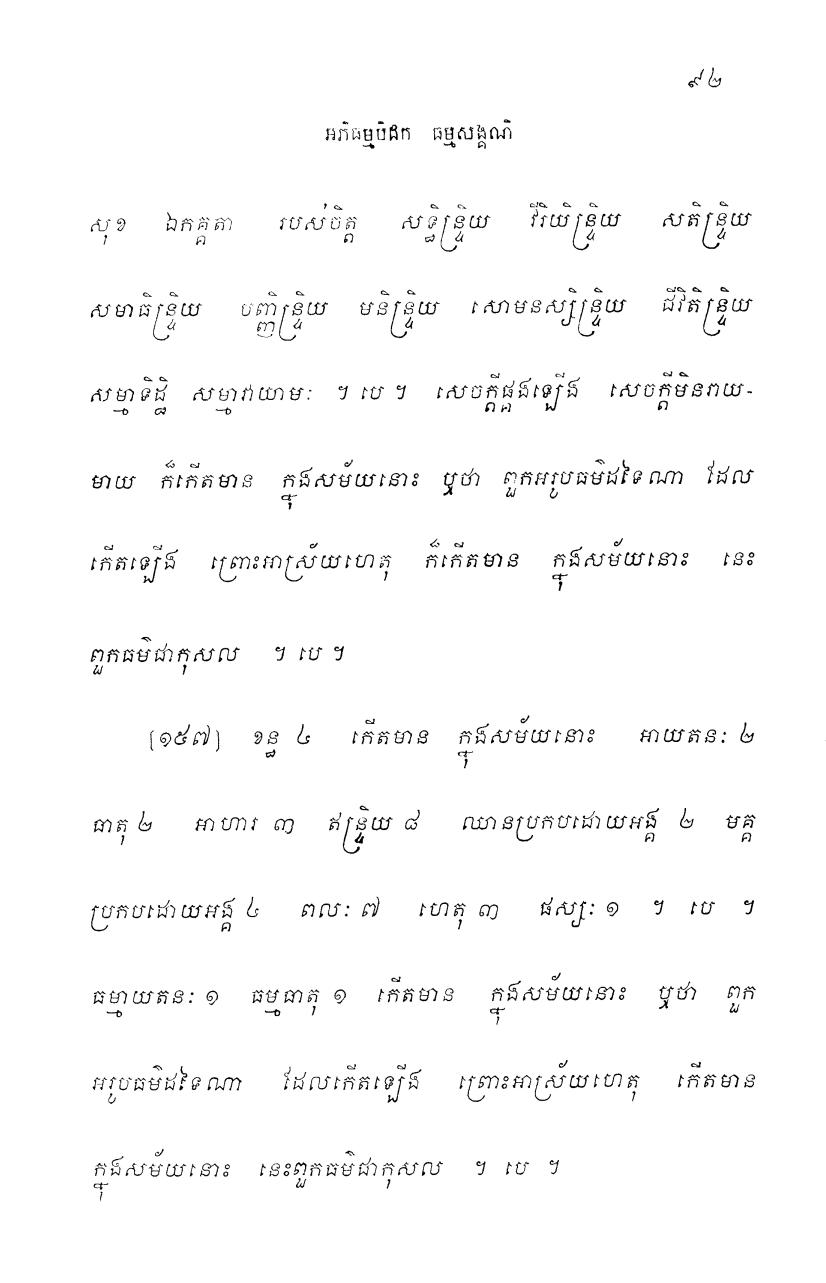 ៩២
អភិធម្មបិដក ធម្មសង្គណិ
សុខ ឯកគ្គតា របស់ចិត្ត សទ្ធិន្ទ្រិយ វីរិយិន្ទ្រិយ សតិន្ទ្រិយ
សមាធិន្ទ្រិយ បញ្ញិន្ទ្រិយ មនិន្ទ្រិយ សោមនស្សិន្ទ្រិយ ជីវិតិន្ទ្រិយ
សម្មាទិដ្ឋិ សម្មាវាយាមៈ ។ បេ ។ សេចក្តីផ្គងឡើង សេចក្តីមិនរាយ-
មាយ ក៏កើតមាន ក្នុងសម័យនោះ ឬថា ពួកអរូបធម៌ដទៃណា ដែល
កើតឡើង ព្រោះអាស្រ័យហេតុ ក៏កើតមាន ក្នុងសម័យនោះ នេះ
ពួកធម៌ជាកុសល ។ បេ ។
[១៥៧] ខន្ធ ៤ កើតមាន ក្នុងសម័យនោះ អាយតនៈ ២
ធាតុ ២ អាហារ ៣ ឥន្ទ្រិយ ៨ ឈានប្រកបដោយអង្គ ២ មគ្គ
ប្រកបដោយអង្គ ៤ ពលៈ ៧ ហេតុ ៣ ផស្សៈ ១ ។ បេ ។
ធម្មាយតនៈ ១ ធម្មធាតុ ១ កើតមាន ក្នុងសម័យនោះ ឬថា ពួក
អរូបធម៌ដទៃណា ដែលកើតឡើង ព្រោះអាស្រ័យហេតុ កើតមាន
ក្នុងសម័យនោះ នេះពួកធម៌ជាកុសល ។ បេ ។